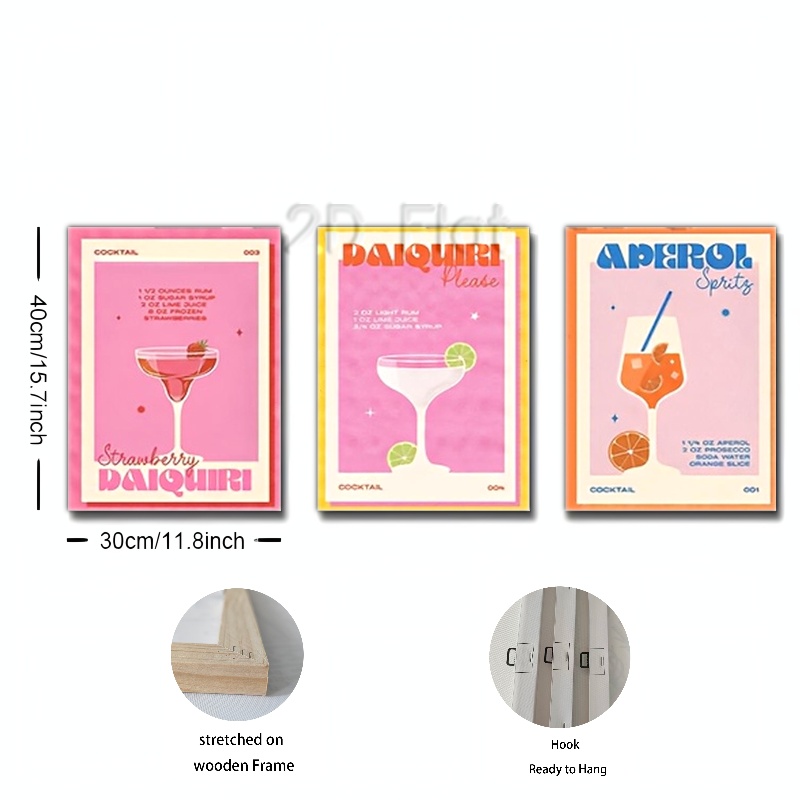 2D Flat
COCKTAIL 003
1 1/2 OUNCES RUM
1 OZ SUGAR SYRUP
2 OZ LIME JUICE
8 OZ FROZEN
STRAWBERRIES
Strawberry
DAIQUIRI
DAIQUIRI
Please
2 OZ LIGHT RUM
1 OZ LIME JUICE
3/4 OZ SUGAR SYRUP
COCKTAIL 004
APEROL
Spritz
1 1/4 OZ APEROL
2 OZ PROSECCO
SODA WATER
ORANGE SLICE
COCKTAIL 001
40cm/15.7inch
30cm/11.8inch
stretched on
wooden Frame
Hook
Ready to Hang